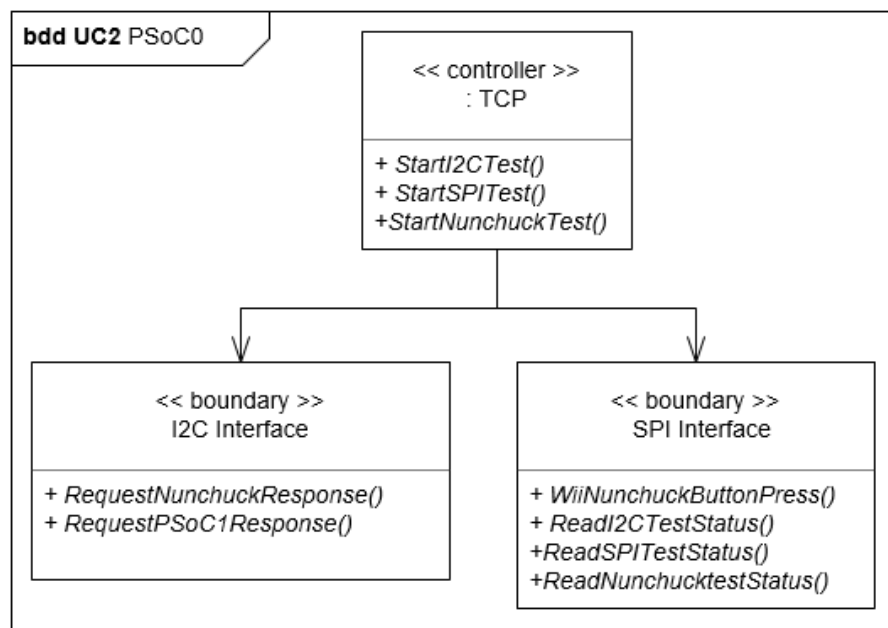 bdd UC2 PSoC0
<< controller >>
: TCP
+ StartI2CTest()
+ StartSPITest()
+StartNunchuckTest()
<< boundary >>
I2C Interface
+ RequestNunchuckResponse()
+ RequestPSoC1Response()
<< boundary >>
SPI Interface
+ WiiNunchuckButtonPress()
+ ReadI2CTestStatus()
+ReadSPITestStatus()
+ReadNunchucktestStatus()